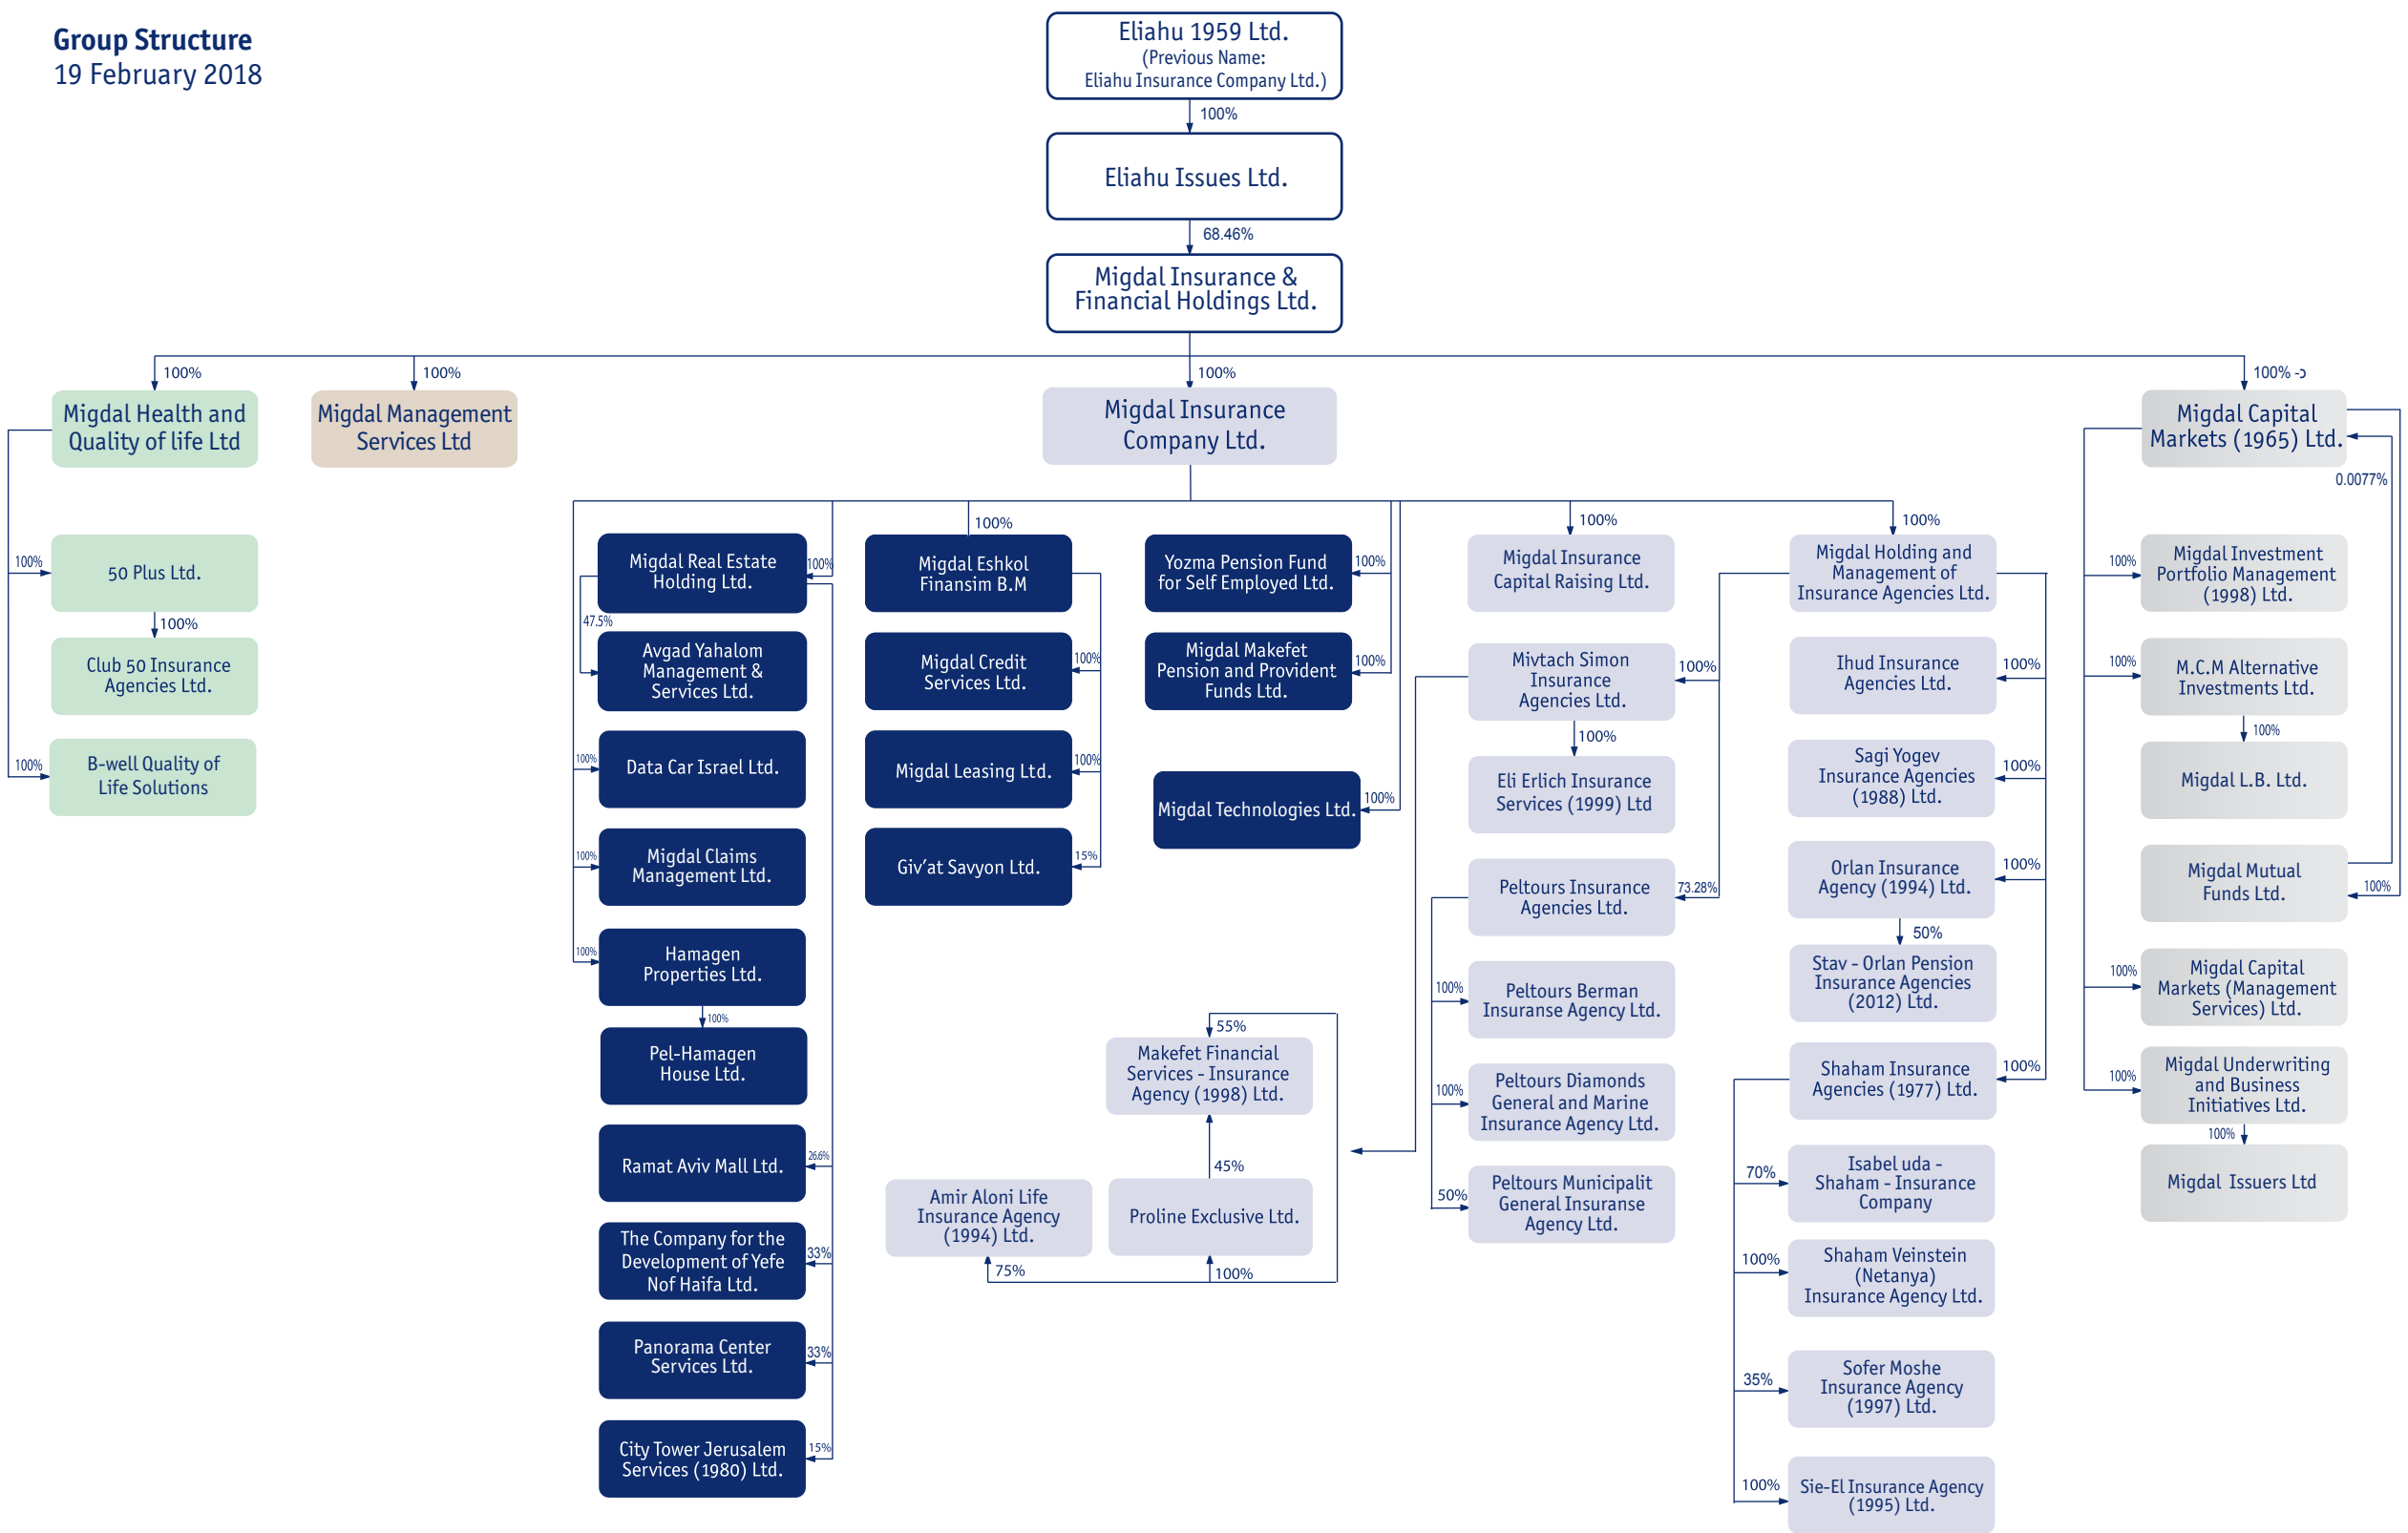 Group Structure
19 February 2018
Eliahu 1959 Ltd.
(Previous Name:
Eliahu Insurance Company Ltd.)
100%
Eliahu Issues Ltd.
68.46%
Migdal Insurance &
Financial Holdings Ltd.
100%
100%
100%
100% -כ
Migdal Health and
Quality of life Ltd
Migdal Management
Services Ltd
Migdal Insurance
Company Ltd.
Migdal Capital
Markets (1965) Ltd.
0.0077%
100%
50 Plus Ltd.
100%
Club 50 Insurance
Agencies Ltd.
100%
B-well Quality of
Life Solutions
Migdal Real Estate
Holding Ltd.
100%
47.5%
Avgad Yahalom
Management &
Services Ltd.
100%
Data Car Israel Ltd.
100%
Migdal Claims
Management Ltd.
100%
Hamagen
Properties Ltd.
100%
Pel-Hamagen
House Ltd.
Ramat Aviv Mall Ltd.
26.6%
The Company for the
Development of Yefe
Nof Haifa Ltd.
33%
Panorama Center
Services Ltd.
33%
City Tower Jerusalem
Services (1980) Ltd.
15%
100%
Migdal Eshkol
Finansim B.M
Migdal Credit
Services Ltd.
100%
Migdal Leasing Ltd.
100%
Giv’at Savyon Ltd.
15%
Yozma Pension Fund
for Self Employed Ltd.
100%
Migdal Makefet
Pension and Provident
Funds Ltd.
100%
Migdal Technologies Ltd.
100%
55%
Makefet Financial
Services - Insurance
Agency (1998) Ltd.
45%
Amir Aloni Life
Insurance Agency
(1994) Ltd.
Proline Exclusive Ltd.
75%
100%
100%
Migdal Insurance
Capital Raising Ltd.
Mivtach Simon
Insurance
Agencies Ltd.
100%
100%
Eli Erlich Insurance
Services (1999) Ltd
Peltours Insurance
Agencies Ltd.
73.28%
100%
Peltours Berman
Insuranse Agency Ltd.
100%
Peltours Diamonds
General and Marine
Insurance Agency Ltd.
50%
Peltours Municipalit
General Insuranse
Agency Ltd.
100%
Migdal Holding and
Management of
Insurance Agencies Ltd.
Ihud Insurance
Agencies Ltd.
100%
Sagi Yogev
Insurance Agencies
(1988) Ltd.
100%
Orlan Insurance
Agency (1994) Ltd.
100%
50%
Stav - Orlan Pension
Insurance Agencies
(2012) Ltd.
Shaham Insurance
Agencies (1977) Ltd.
100%
70%
Isabel uda -
Shaham - Insurance
Company
100%
Shaham Veinstein
(Netanya)
Insurance Agency Ltd.
35%
Sofer Moshe
Insurance Agency
(1997) Ltd.
100%
Sie-El Insurance Agency
(1995) Ltd.
100%
Migdal Investment
Portfolio Management
(1998) Ltd.
100%
M.C.M Alternative
Investments Ltd.
100%
Migdal L.B. Ltd.
Migdal Mutual
Funds Ltd.
100%
100%
Migdal Capital
Markets (Management
Services) Ltd.
100%
Migdal Underwriting
and Business
Initiatives Ltd.
100%
Migdal Issuers Ltd